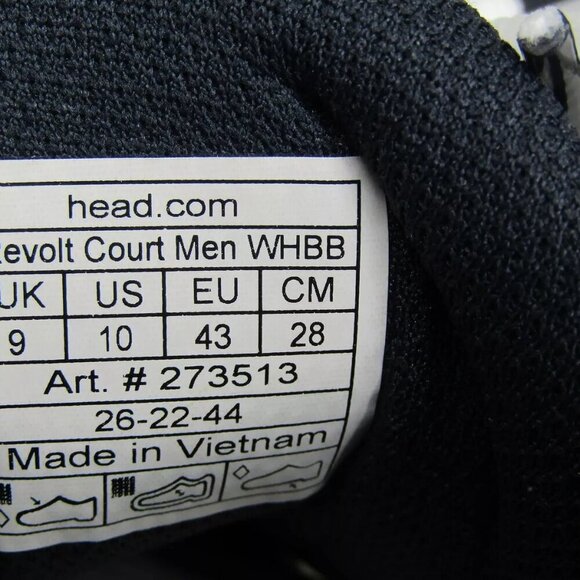 head.com
Revolt Court Men WHBB
UK US EU CM
9 10 43 28
Art. # 273513
26-22-44
Made in Vietnam